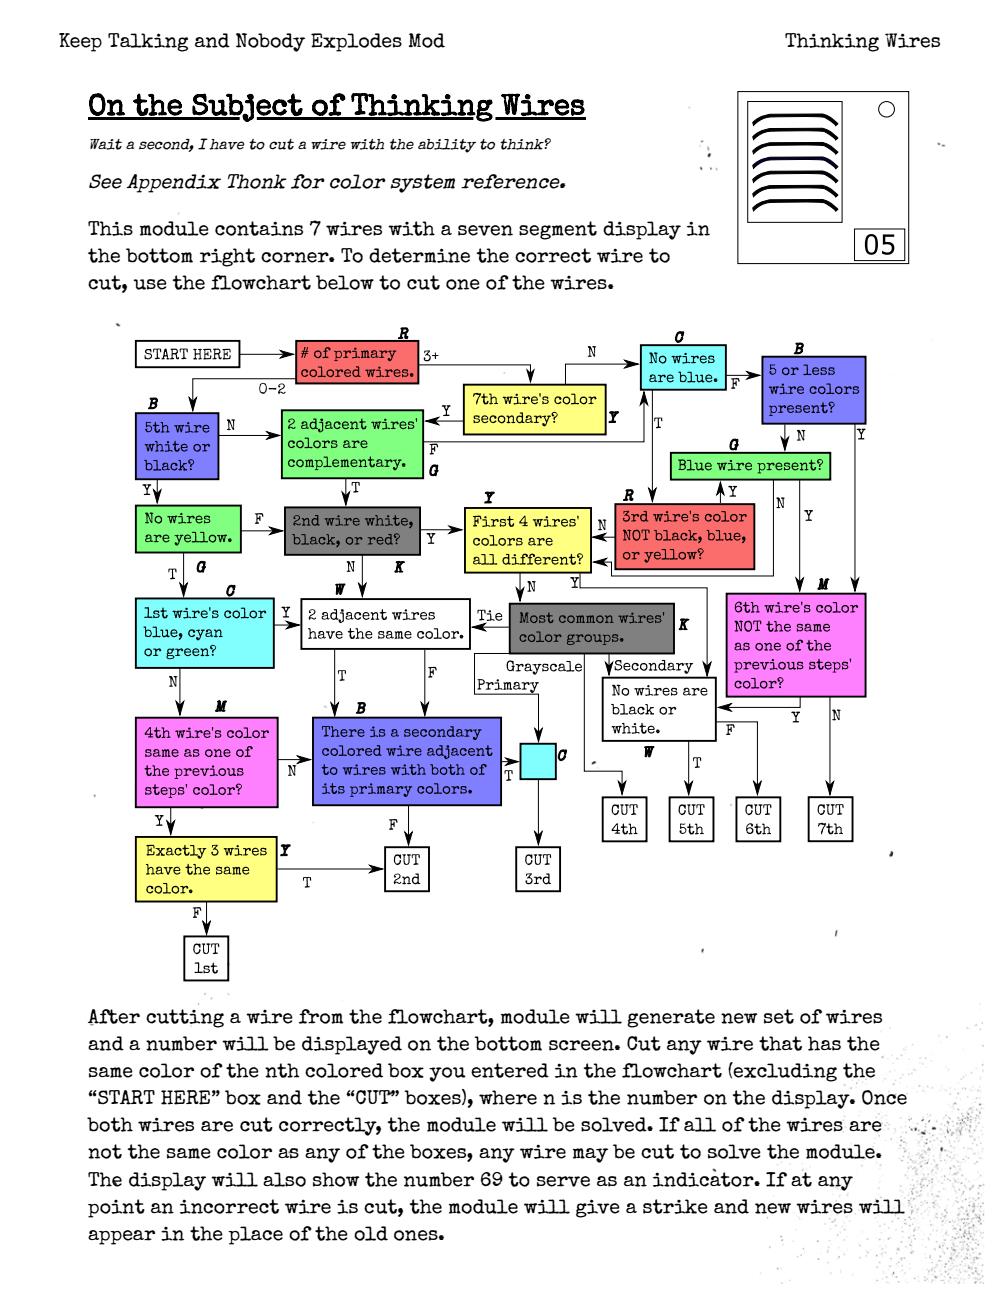 Keep Talking and Nobody Explodes Mod
Thinking Wires
On the Subject of Thinking Wires
Wait a second, I have to cut a wire with the ability to think?
See Appendix Thonk for color system reference.
This module contains 7 wires with a seven segment display in
the bottom right corner. To determine the correct wire to
cut, use the flowchart below to cut one of the wires.
05
START HERE
R
# of primary
colored wires.
3+
0-2
N
C
No wires
are blue.
F
T
B
5 or less
wire colors
present?
N
Y
7th wire's color
secondary?
Y
Y
B
5th wire
white or
black?
N
Y
2 adjacent wires'
colors are
complementary.
F
G
T
G
Blue wire present?
Y
N
Y
No wires
are yellow.
F
T
G
2nd wire white,
black, or red?
Y
N
K
Y
First 4 wires'
colors are
all different?
N
Y
R
3rd wire's color
NOT black, blue,
or yellow?
N
C
1st wire's color
blue, cyan
or green?
Y
N
W
2 adjacent wires
have the same color.
T
F
Tie
Most common wires'
color groups.
K
Grayscale
Secondary
Primary
M
6th wire's color
NOT the same
as one of the
previous steps'
color?
Y
N
No wires are
black or
white.
F
W
T
M
4th wire's color
same as one of
the previous
steps' color?
N
Y
B
There is a secondary
colored wire adjacent
to wires with both of
its primary colors.
T
F
C
CUT
4th
CUT
5th
CUT
6th
CUT
7th
Exactly 3 wires
have the same
color.
Y
T
F
CUT
2nd
CUT
3rd
CUT
1st
After cutting a wire from the flowchart, module will generate new set of wires
and a number will be displayed on the bottom screen. Cut any wire that has the
same color of the nth colored box you entered in the flowchart (excluding the
“START HERE” box and the “CUT” boxes), where n is the number on the display. Once
both wires are cut correctly, the module will be solved. If all of the wires are
not the same color as any of the boxes, any wire may be cut to solve the module.
The display will also show the number 69 to serve as an indicator. If at any
point an incorrect wire is cut, the module will give a strike and new wires will
appear in the place of the old ones.